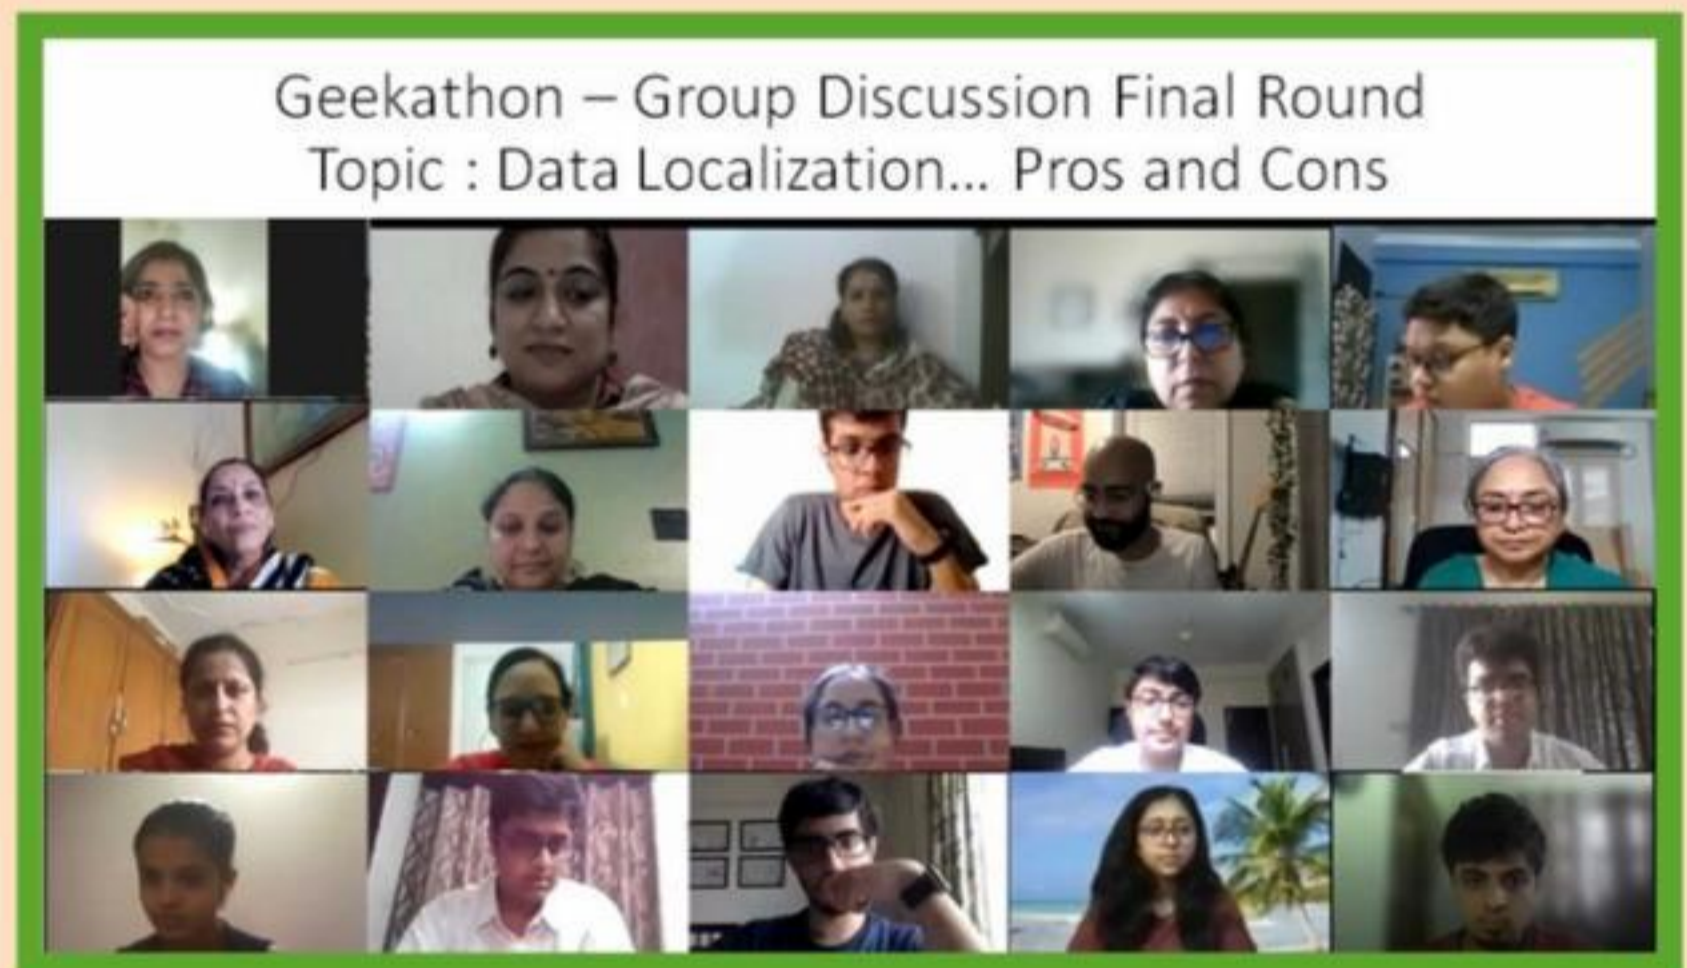 Geekathon – Group Discussion Final Round
Topic : Data Localization... Pros and Cons